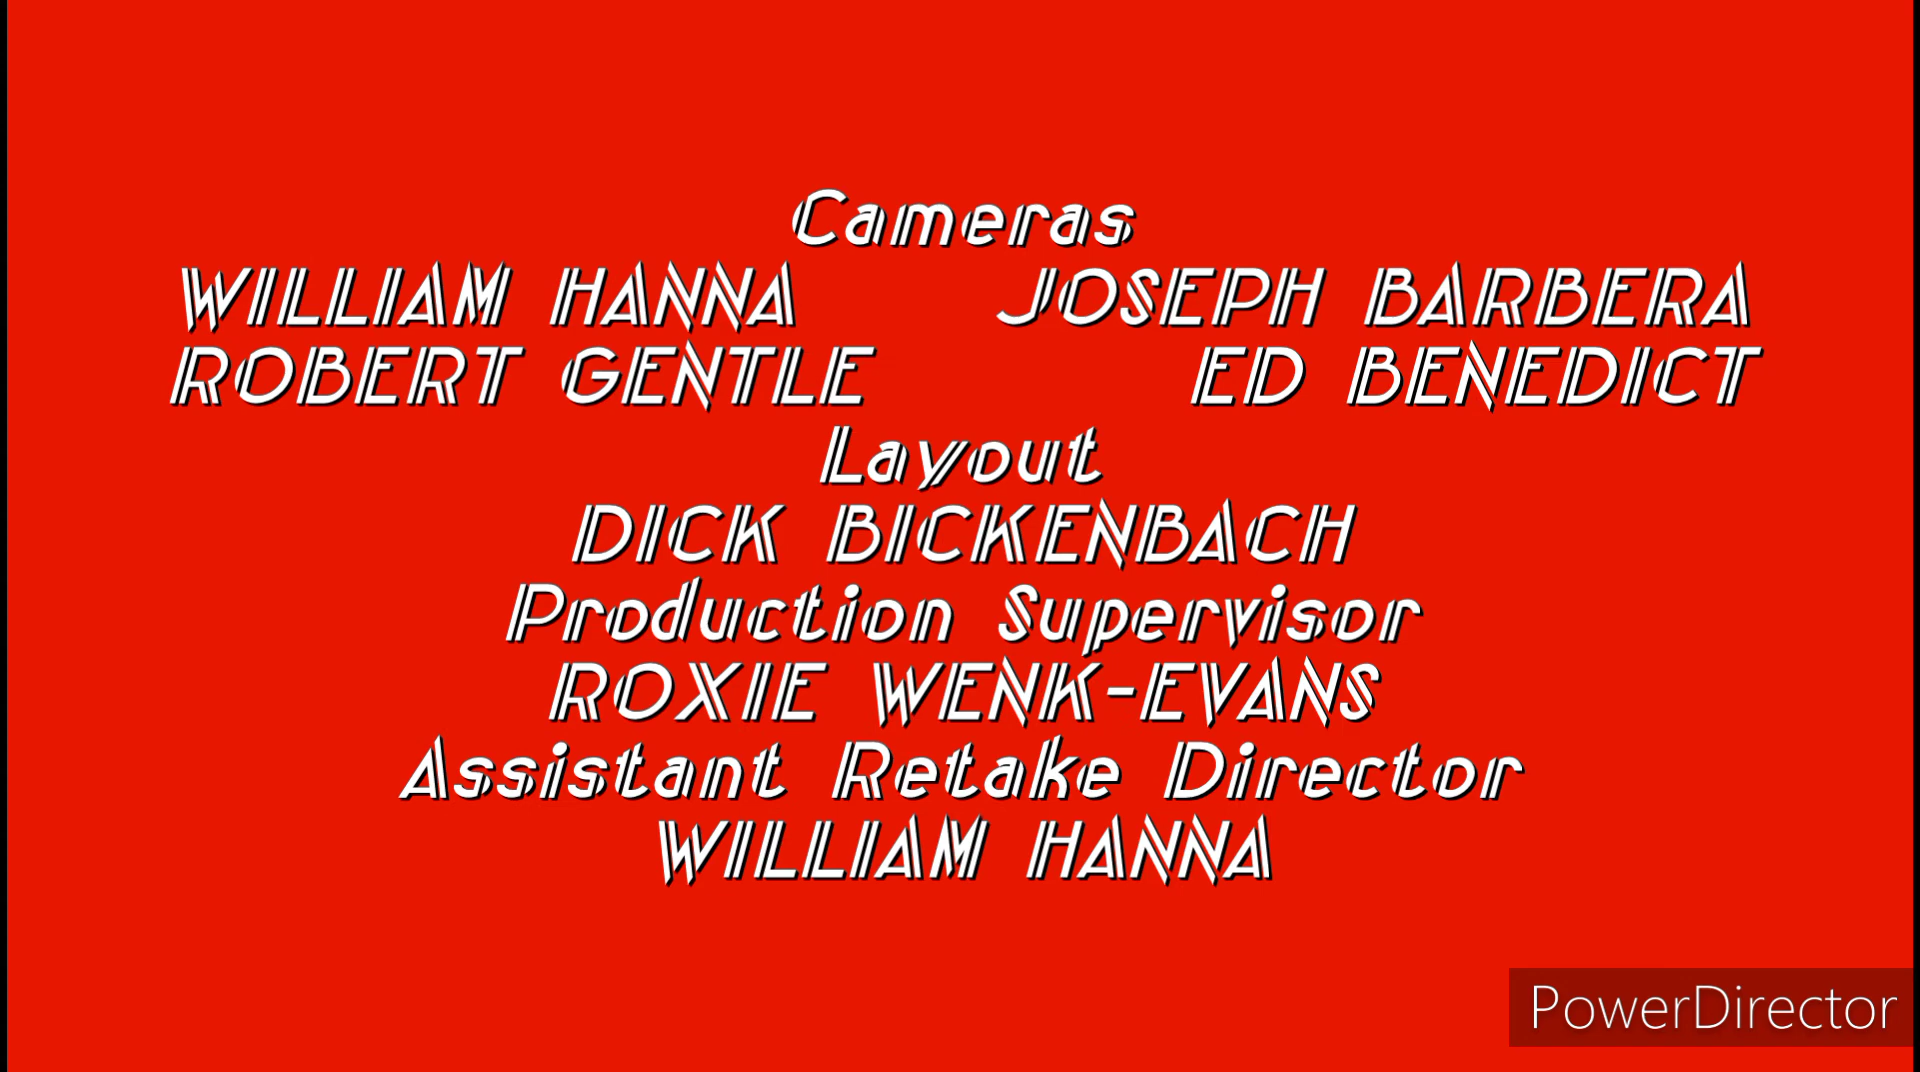 Cameras
WILLIAM HANNA JOSEPH BARBERA
ROBERT GENTLE ED BENEDICT
Layout
DICK BICKENBACH
Production Supervisor
ROXIE WENK-EVANS
Assistant Retake Director
WILLIAM HANNA
PowerDirector